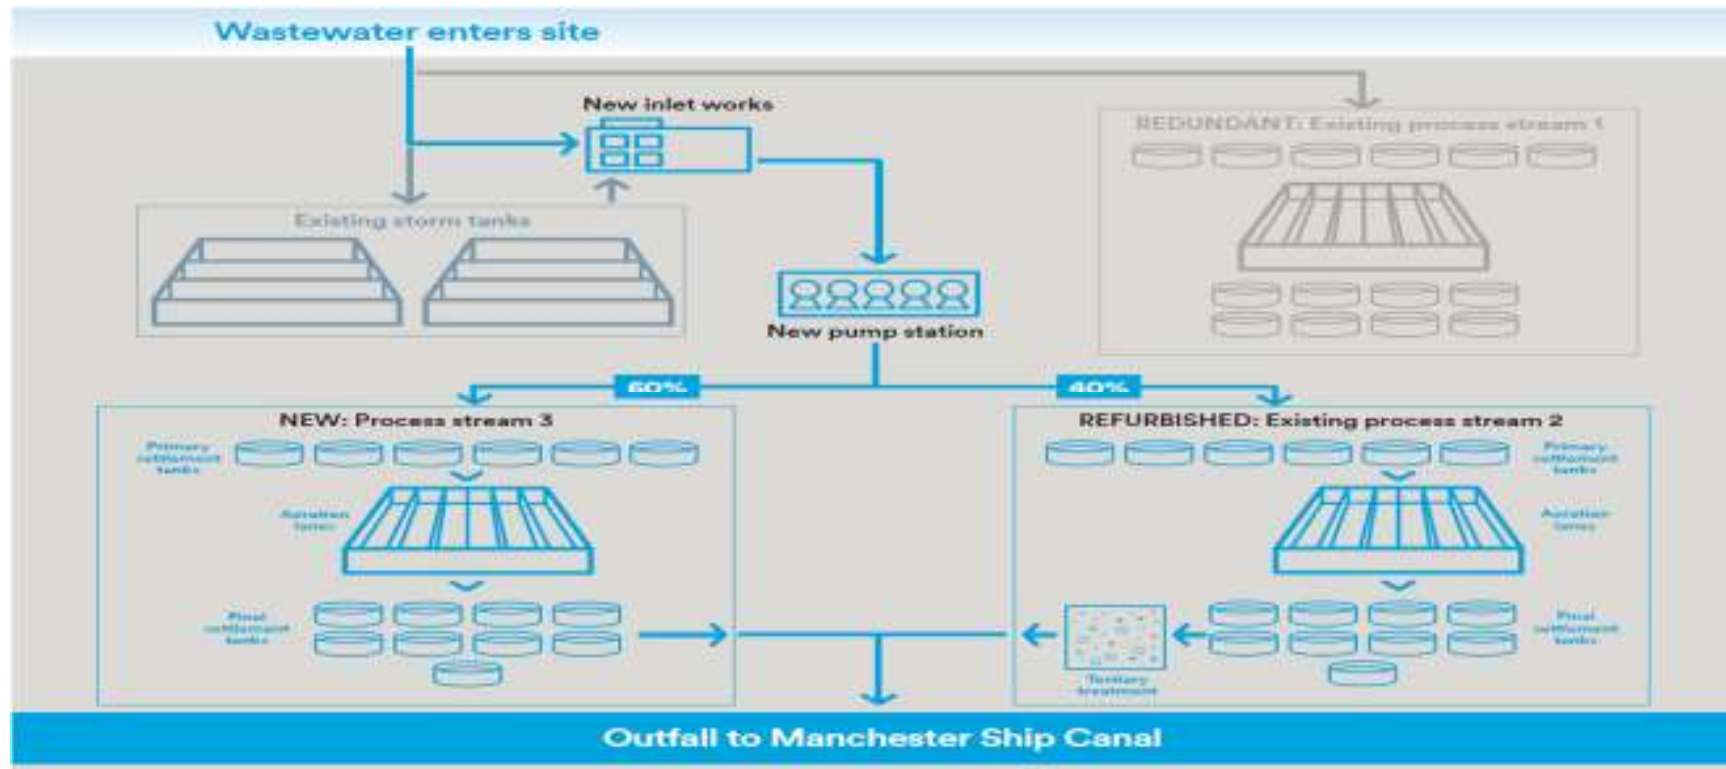 Wastewater enters site
New inlet works
REDUNDANT: Existing process stream 1
Existing storm tanks
New pump station
60%
40%
NEW: Process stream 3
Primary
settlement
tanks
Aeration
lanes
Final
settlement
tanks
REFURBISHED: Existing process stream 2
Primary
settlement
tanks
Aeration
lanes
Final
settlement
tanks
Tertiary
treatment
Outfall to Manchester Ship Canal